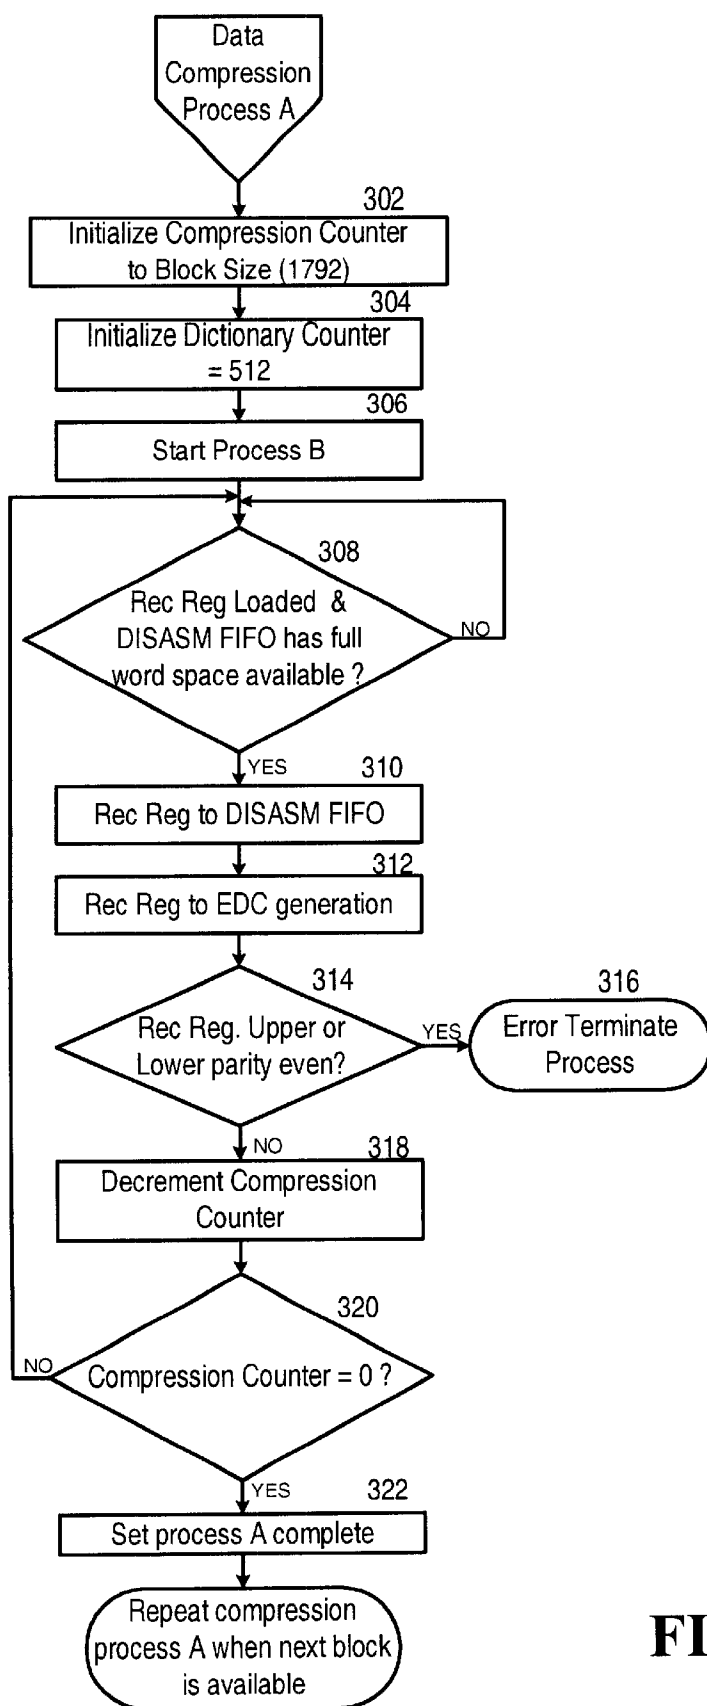 Data
Compression
Process A
302
Initialize Compression Counter
to Block Size (1792)
304
Initialize Dictionary Counter
= 512
306
Start Process B
308
Rec Reg Loaded &
DISASM FIFO has full
word space available ?
NO
YES
310
Rec Reg to DISASM FIFO
312
Rec Reg to EDC generation
314
Rec Reg. Upper or
Lower parity even?
YES
316
Error Terminate
Process
NO
318
Decrement Compression
Counter
320
Compression Counter = 0 ?
NO
YES
322
Set process A complete
Repeat compression
process A when next block
is available
FI